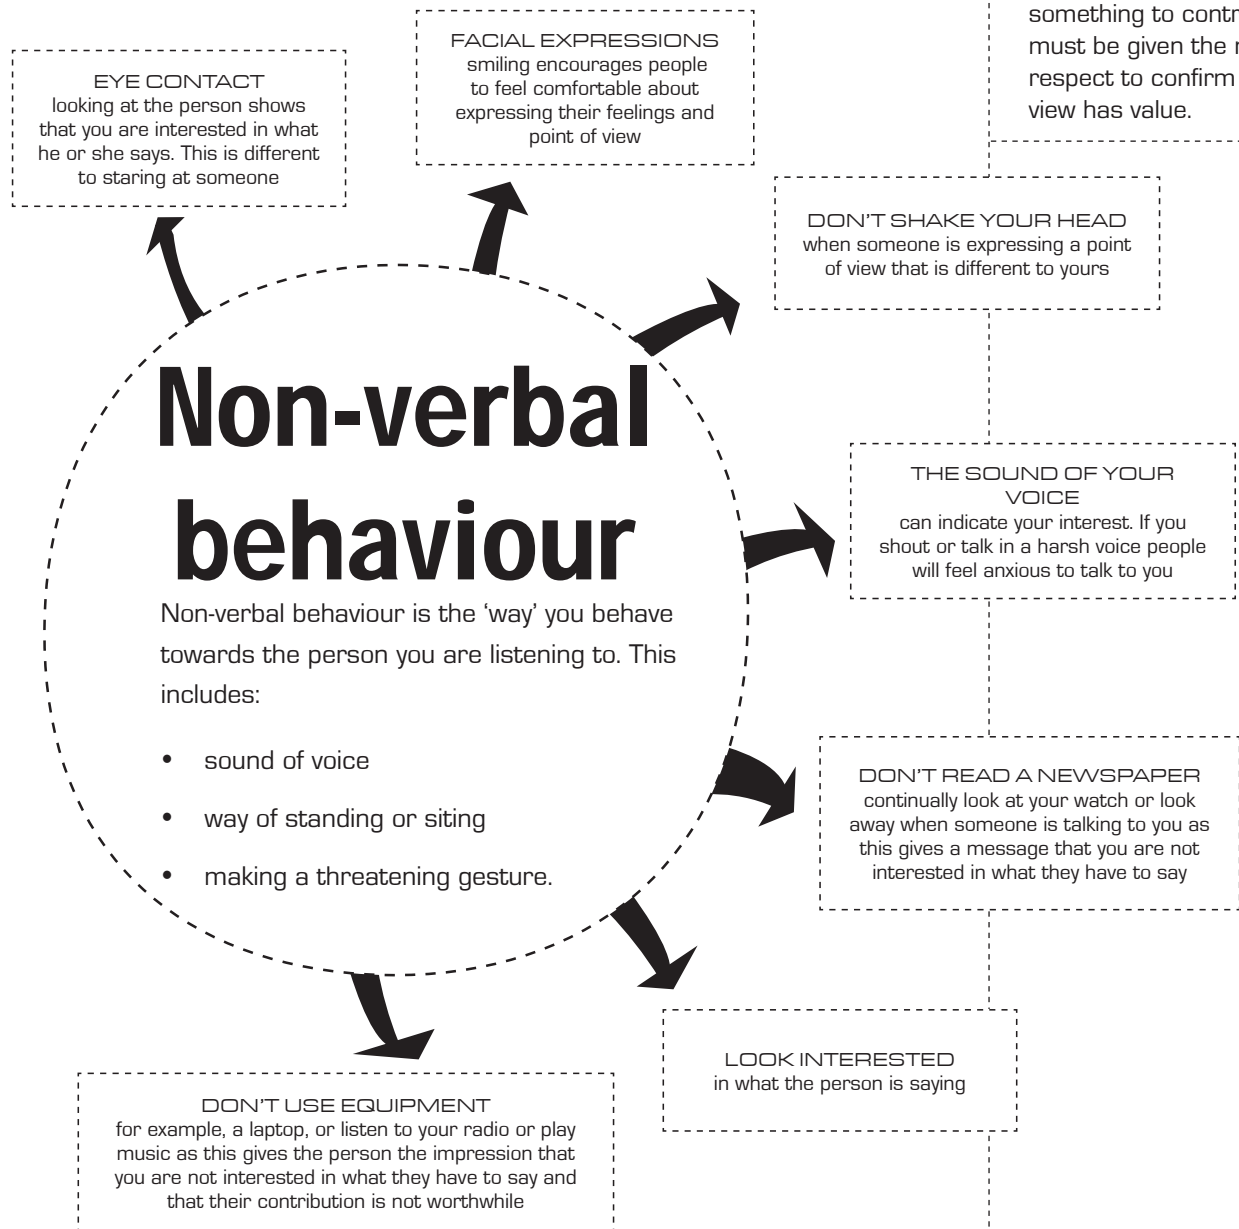 something to contr
must be given the
respect to confirm
view has value.
FACIAL EXPRESSIONS
smiling encourages people
to feel comfortable about
expressing their feelings and
point of view
EYE CONTACT
looking at the person shows
that you are interested in what
he or she says. This is different
to staring at someone
DON'T SHAKE YOUR HEAD
when someone is expressing a point
of view that is different to yours
Non-verbal
behaviour
Non-verbal behaviour is the ‘way’ you behave
towards the person you are listening to. This
includes:
• sound of voice
• way of standing or siting
• making a threatening gesture.
THE SOUND OF YOUR
VOICE
can indicate your interest. If you
shout or talk in a harsh voice people
will feel anxious to talk to you
DON'T READ A NEWSPAPER
continually look at your watch or look
away when someone is talking to you as
this gives a message that you are not
interested in what they have to say
LOOK INTERESTED
in what the person is saying
DON'T USE EQUIPMENT
for example, a laptop, or listen to your radio or play
music as this gives the person the impression that
you are not interested in what they have to say and
that their contribution is not worthwhile